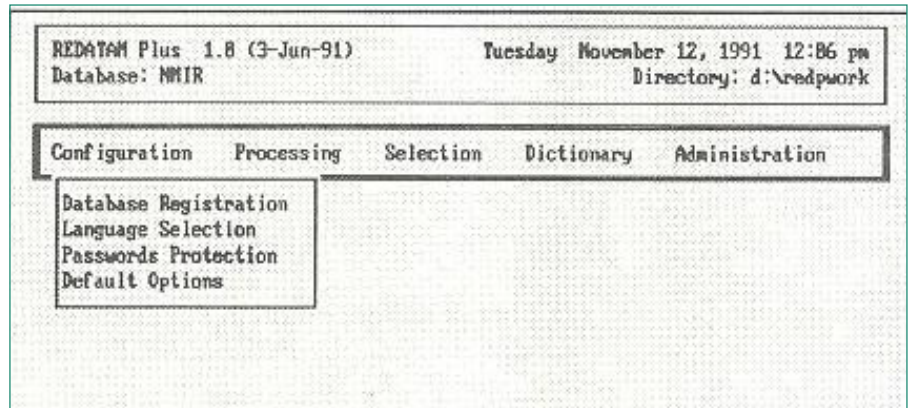 REDATAM Plus 1.0 (3-Jun-91) Tuesday November 12, 1991 12:06 pm
Database: NMIR Directory: d:\redpwork
Configuration Processing Selection Dictionary Administration
Database Registration
Language Selection
Passwords Protection
Default Options